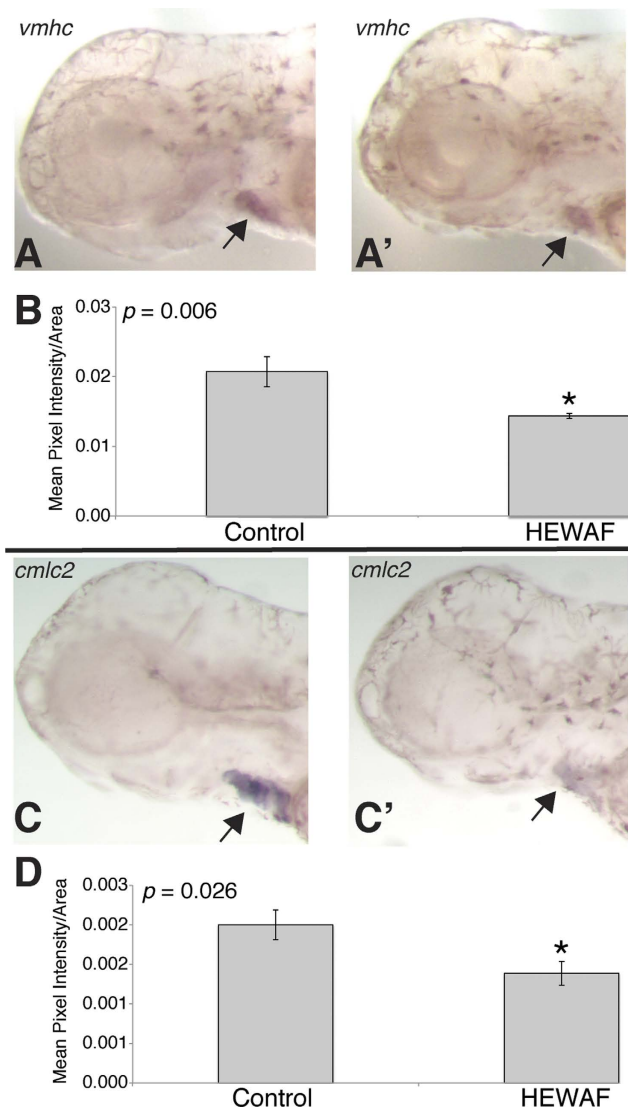 vmhc
vmhc
A
A'
B
p = 0.006
Mean Pixel Intensity/Area
0.03
0.02
0.01
0.00
*
Control
HEWAF
cmlc2
cmlc2
C
C'
D
p = 0.026
Mean Pixel Intensity/Area
0.003
0.002
0.002
0.001
0.001
0.000
*
Control
HEWAF